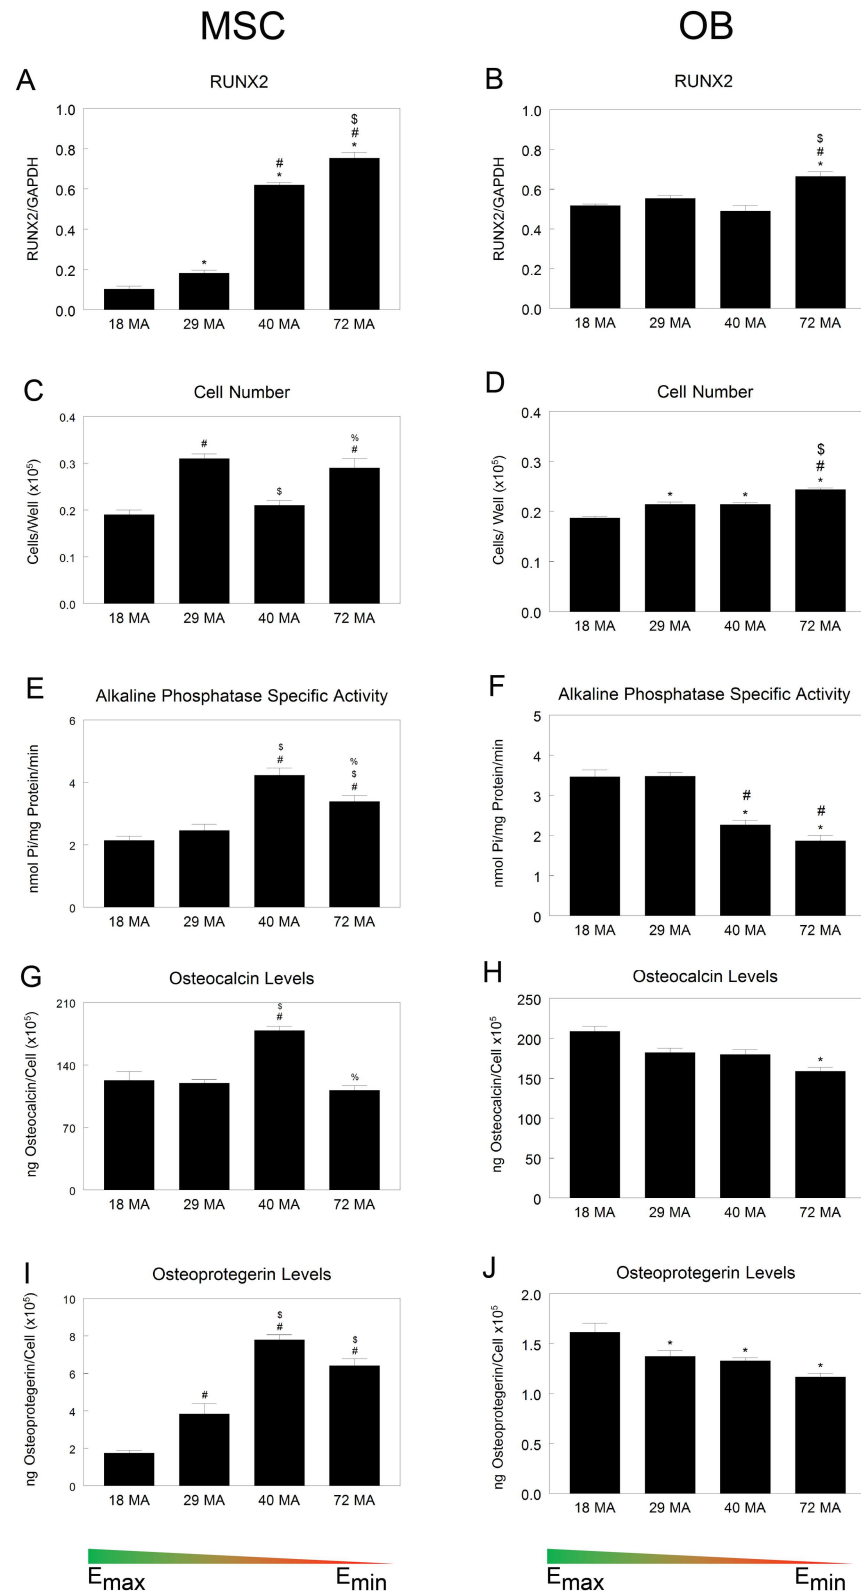 MSC
OB
A
RUNX2
RUNX2/GAPDH
1.0
0.8
0.6
0.4
0.2
0.0
*
#
*
$
#
*
18 MA 29 MA 40 MA 72 MA
B
RUNX2
RUNX2/GAPDH
1.0
0.8
0.6
0.4
0.2
0.0
$
#
*
18 MA 29 MA 40 MA 72 MA
C
Cell Number
Cells/Well (x10⁵)
0.4
0.3
0.2
0.1
0.0
#
$
%
#
18 MA 29 MA 40 MA 72 MA
D
Cell Number
Cells/ Well (x10⁵)
0.4
0.3
0.2
0.1
0.0
*
*
$
#
*
18 MA 29 MA 40 MA 72 MA
E
Alkaline Phosphatase Specific Activity
nmol Pi/mg Protein/min
6
4
2
0
$
#
%
$
#
18 MA 29 MA 40 MA 72 MA
F
Alkaline Phosphatase Specific Activity
nmol Pi/mg Protein/min
5
4
3
2
1
0
#
*
#
*
18 MA 29 MA 40 MA 72 MA
G
Osteocalcin Levels
ng Osteocalcin/Cell (x10⁵)
210
140
70
0
$
#
%
18 MA 29 MA 40 MA 72 MA
H
Osteocalcin Levels
ng Osteocalcin/Cell x10⁵
250
200
150
100
50
0
*
18 MA 29 MA 40 MA 72 MA
I
Osteoprotegerin Levels
ng Osteoprotegerin/Cell (x10⁵)
10
8
6
4
2
0
#
$
#
$
#
18 MA 29 MA 40 MA 72 MA
J
Osteoprotegerin Levels
ng Osteoprotegerin/Cell x10⁵
2.0
1.5
1.0
0.5
0.0
*
*
*
18 MA 29 MA 40 MA 72 MA
Emax Emin
Emax Emin